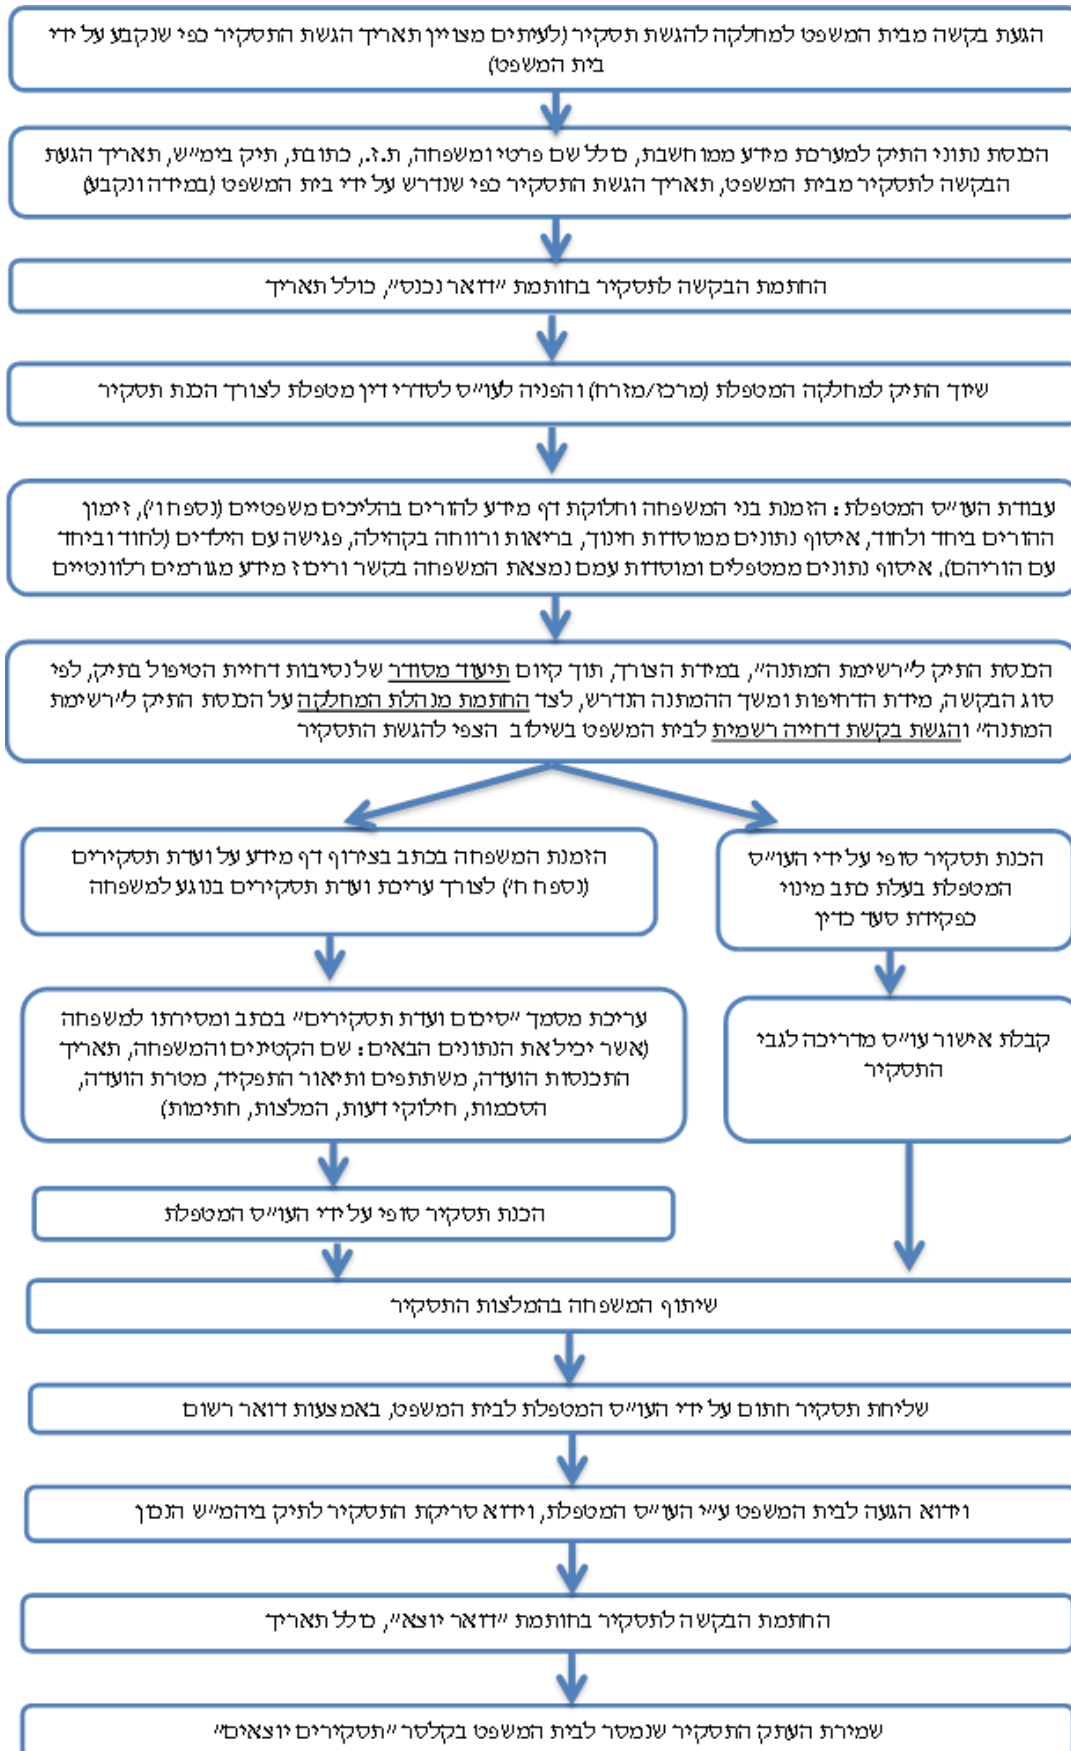 הגעת בקשה מבית המשפט למחלקה להגשת תסקיר (לעיתים מצויין תאריך הגשת התסקיר כפי שנקבע על ידי
בית המשפט)
הכנסת נתוני התיק למערכת מידע ממוחשבת, כולל שם פרטי ומשפחה, ת.ז., כתובת, תיק בימ״ש, תאריך הגעת
הבקשה לתסקיר מבית המשפט, תאריך הגשת התסקיר כפי שנדרש על ידי בית המשפט (במידה ונקבע)
החתמת הבקשה לתסקיר בחותמת ״דואר נכנס״, כולל תאריך
שיוך התיק למחלקה המטפלת (מרכז/מזרח) והפניה לעו״ס לסדרי דין מטפלת לצורך הכנת תסקיר
עבודת העו״ס המטפלת: הזמנת בני המשפחה וחלוקת דף מידע להורים בהליכים משפטיים (נספח ו׳), זימון
ההורים ביחד ולחוד, איסוף נתונים ממוסדות חינוך, בריאות ורווחה בקהילה, פגישה עם הילדים (לחוד וביחד
עם הוריהם), איסוף נתונים ממטפלים ומוסדות עמם נמצאת המשפחה בקשר וריכוז מידע מגורמים רלוונטיים
הכנסת התיק ל״רשימת המתנה״, במידת הצורך, תוך קיום תיעוד מסודר של נסיבות דחיית הטיפול בתיק, לפי
סוג הבקשה, מידת הדחיפות ומשך ההמתנה הנדרש, לצד החתמת מנהלת המחלקה על הכנסת התיק ל״רשימת
המתנה״ והגשת בקשת דחייה רשמית לבית המשפט בשילוב הצפי להגשת התסקיר
הזמנת המשפחה בכתב בצירוף דף מידע על ועדת תסקירים
(נספח ח׳) לצורך עריכת ועדת תסקירים בנוגע למשפחה
הכנת תסקיר סופי על ידי העו״ס
המטפלת בעלת כתב מינוי
כפקידת סעד כדין
עריכת מסמך ״סיכום ועדת תסקירים״ בכתב ומסירתו למשפחה
(אשר יכיל את הנתונים הבאים: שם הקטינים והמשפחה, תאריך
התכנסות הועדה, משתתפים ותיאור התפקיד, מטרת הועדה,
הסכמות, חילוקי דעות, המלצות, חתימות)
קבלת אישור עו״ס מדריכה לגבי
התסקיר
הכנת תסקיר סופי על ידי העו״ס המטפלת
שיתוף המשפחה בהמלצות התסקיר
שליחת תסקיר חתום על ידי העו״ס המטפלת לבית המשפט, באמצעות דואר רשום
וידוא הגעה לבית המשפט ע״י העו״ס המטפלת, וידוא סריקת התסקיר לתיק ביהמ״ש הנכון
החתמת הבקשה לתסקיר בחותמת ״דואר יוצא״, כולל תאריך
שמירת העתק התסקיר שנמסר לבית המשפט בקלסר ״תסקירים יוצאים״